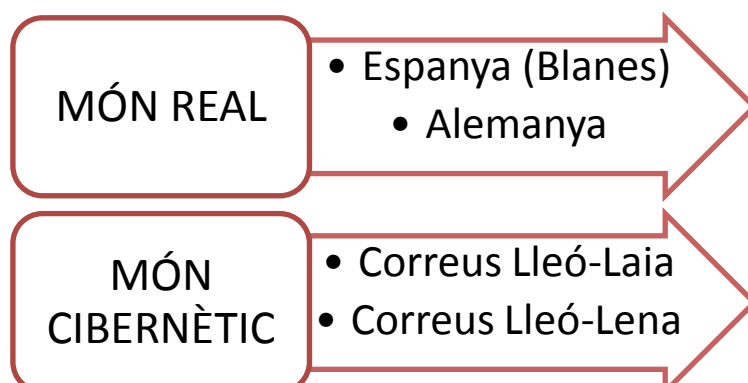 MÓN REAL
• Espanya (Blanes)
• Alemanya
MÓN
CIBERNÈTIC
• Correus Lleó-Laia
• Correus Lleó-Lena